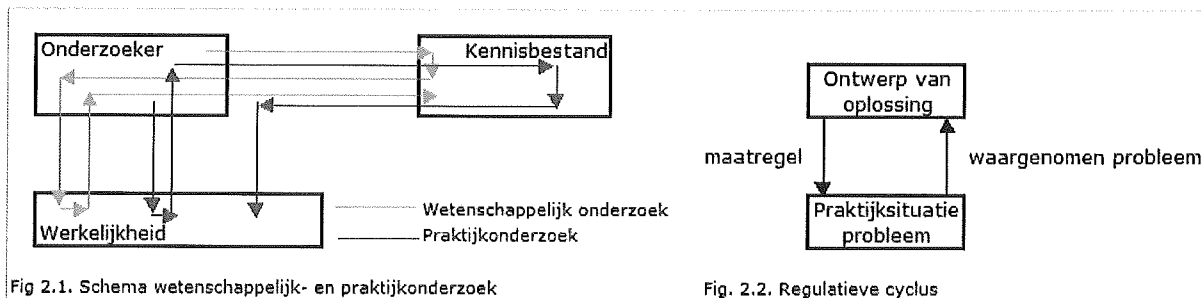 Onderzoeker
Kennisbestand
Werkelijkheid
Wetenschappelijk onderzoek
Praktijkonderzoek
Fig 2.1. Schema wetenschappelijk- en praktijkonderzoek
Ontwerp van
oplossing
maatregel
waargenomen probleem
Praktijksituatie
probleem
Fig. 2.2. Regulatieve cyclus